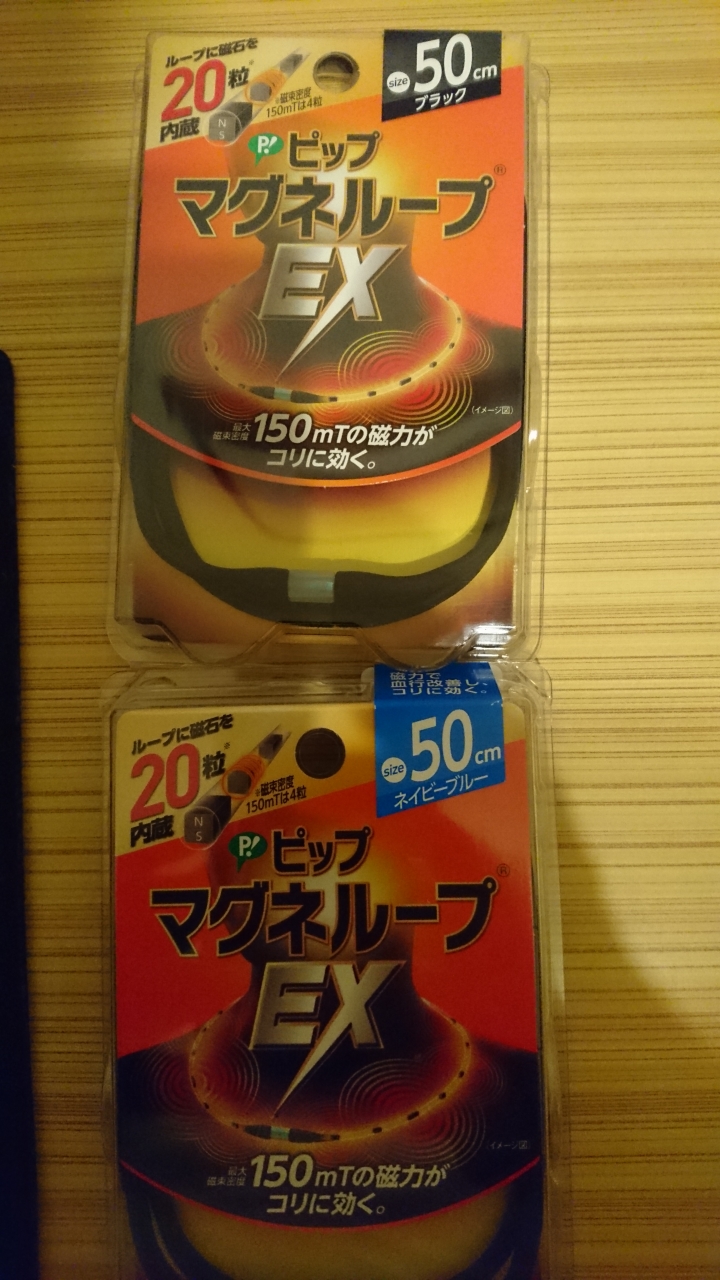 ループに磁石を
20粒※
内蔵
N
S
※磁束密度
150mTは4粒
size 50cm
ブラック
P! ピップ
マグネループ®
EX
(イメージ図)
最大
磁束密度 150mTの磁力が
コリに効く。
磁力で
血行改善し、
コリに効く。
size 50cm
ネイビーブルー
ループに磁石を
20粒※
内蔵
N
S
※磁束密度
150mTは4粒
P! ピップ
マグネループ®
EX
(イメージ図)
最大
磁束密度 150mTの磁力が
コリに効く。